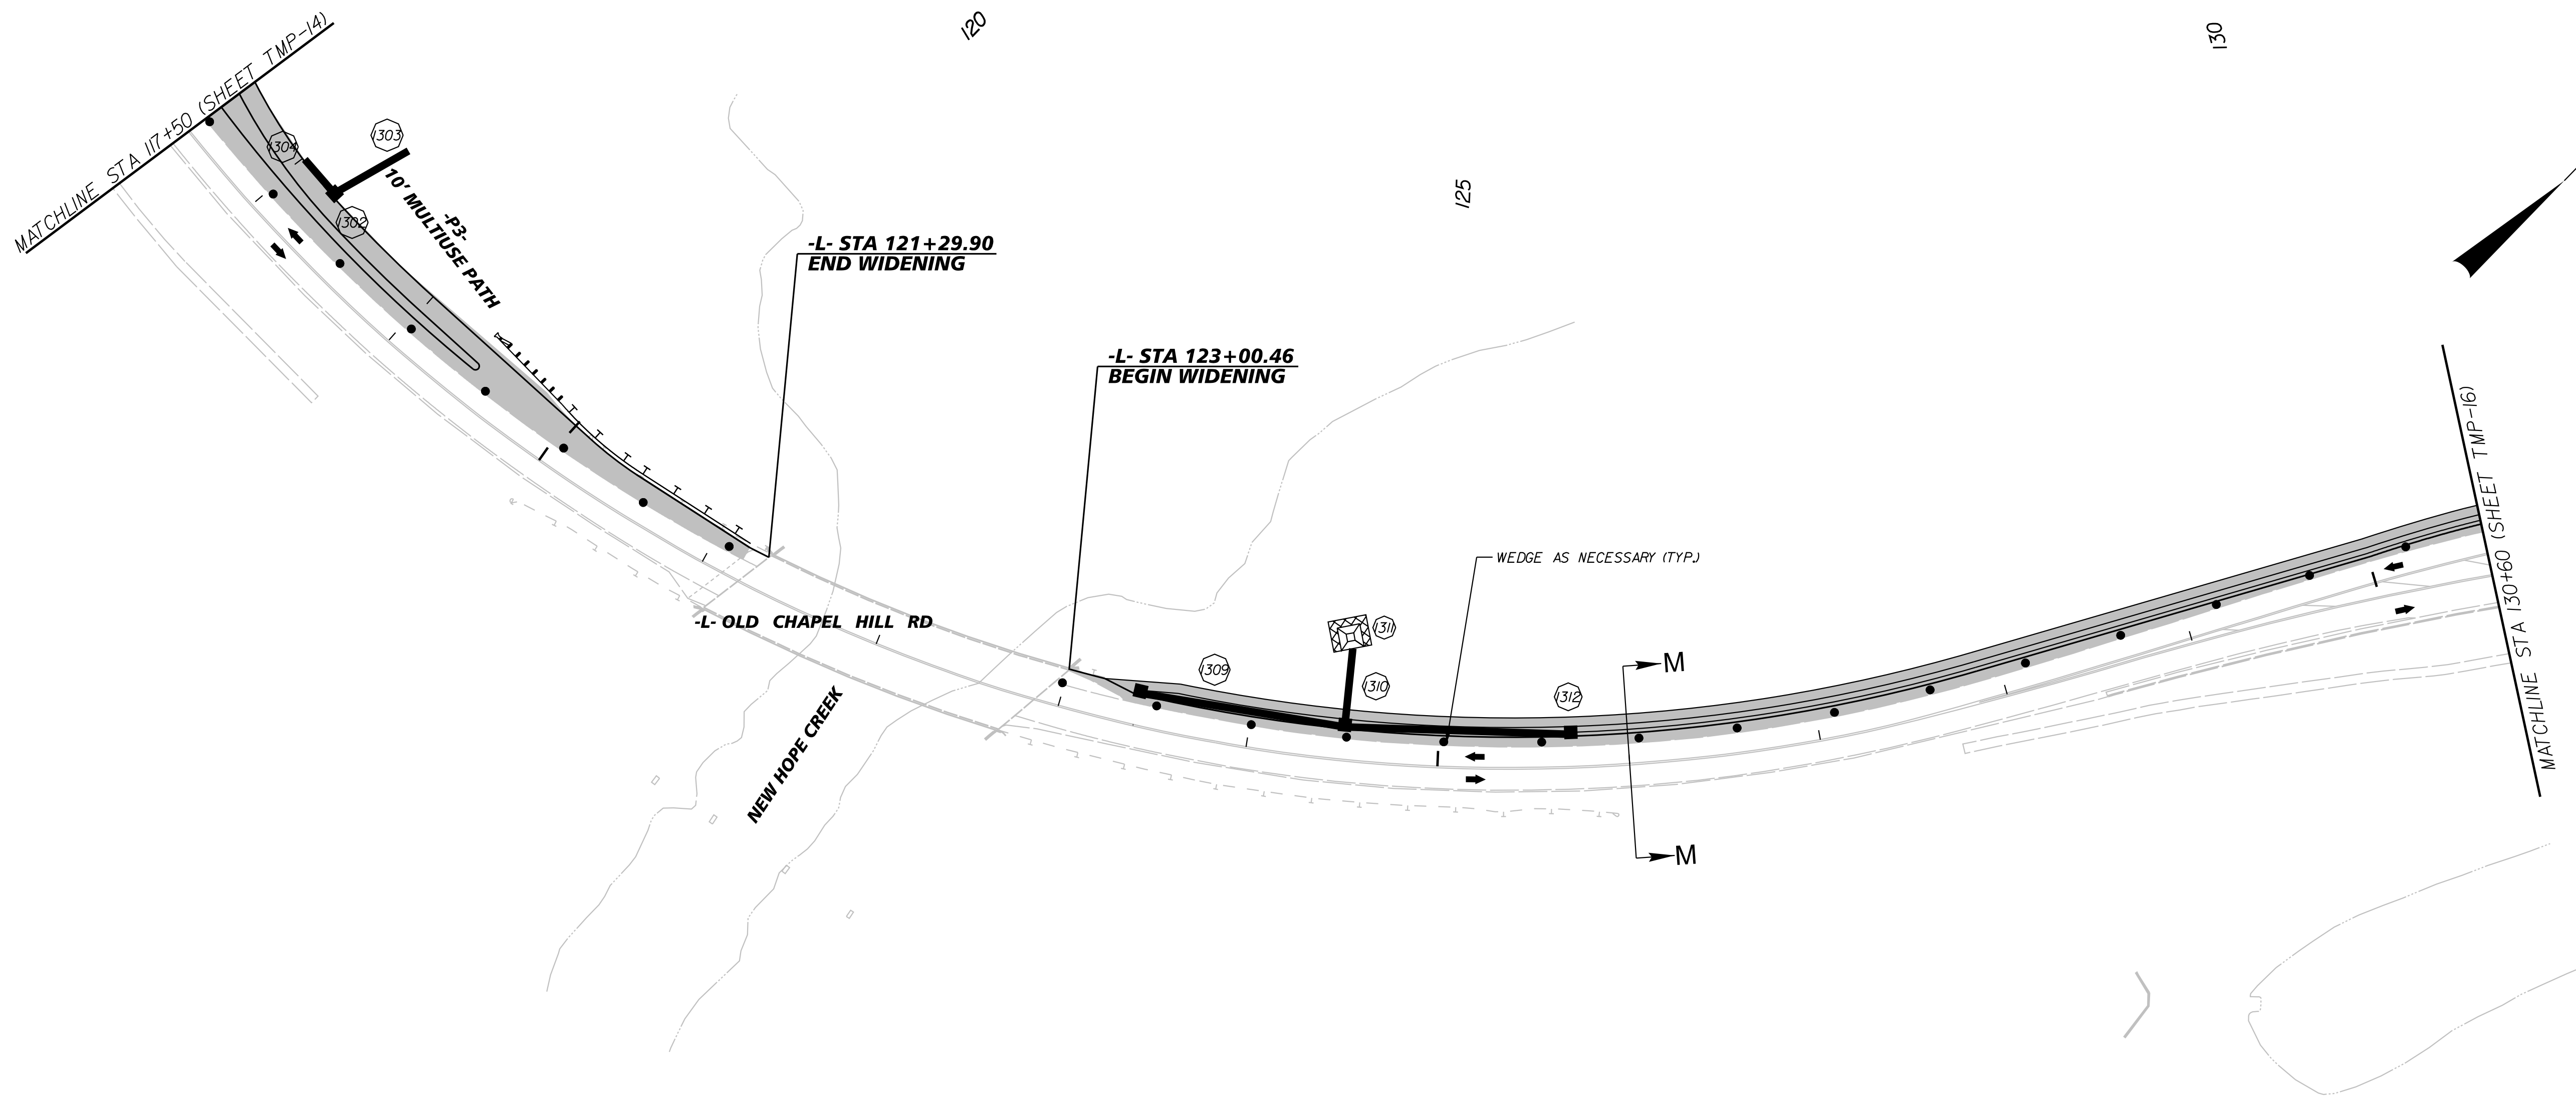 120
130
MATCHLINE STA 117+50 (SHEET TMP-14)
1304
1303
1302
-P3-
10' MULTIUSE PATH
125
-L- STA 121+29.90
END WIDENING
-L- STA 123+00.46
BEGIN WIDENING
WEDGE AS NECESSARY (TYP.)
-L- OLD CHAPEL HILL RD
NEW HOPE CREEK
1309
1311
1310
1312
M
M
MATCHLINE STA 130+60 (SHEET TMP-16)